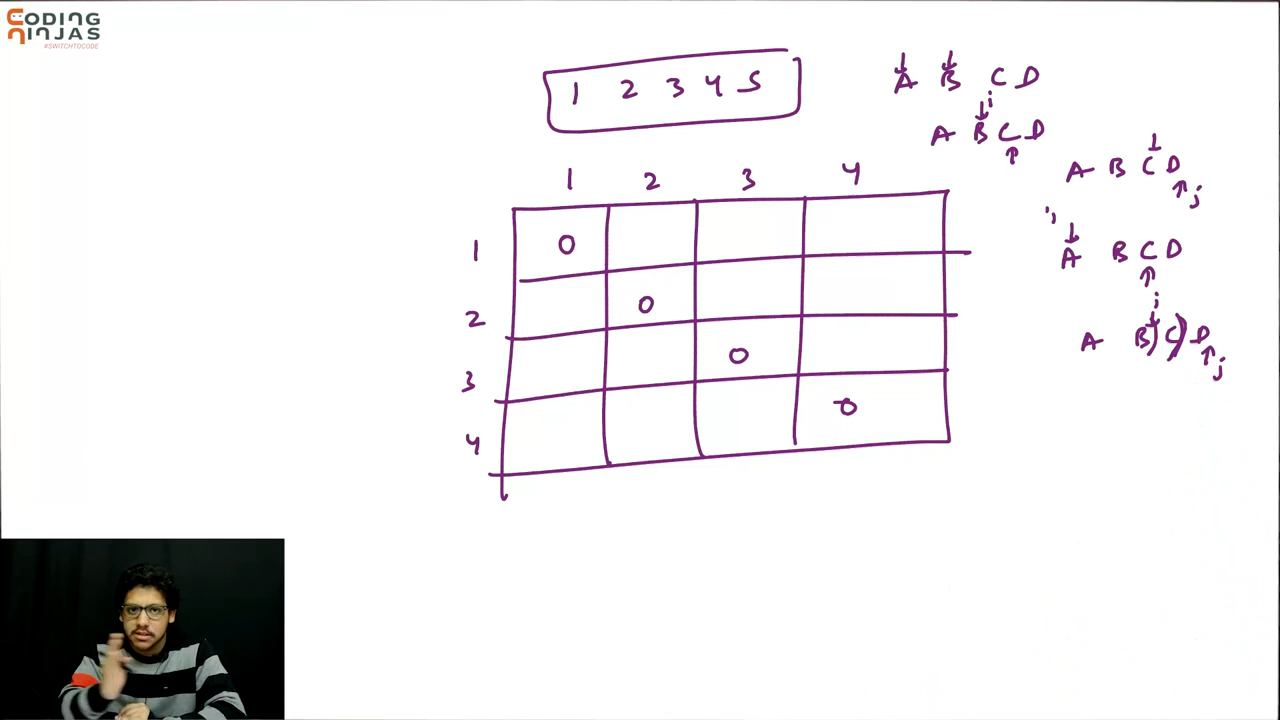 CODING
NINJAS
#SWITCHTOCODE
1 2 3 4 5
A B C D
i
A B C D
A B C D
j
1 2 3 4
1 0
i
A B C D
2 0
i
A B) C) D
j
3 0
4 0